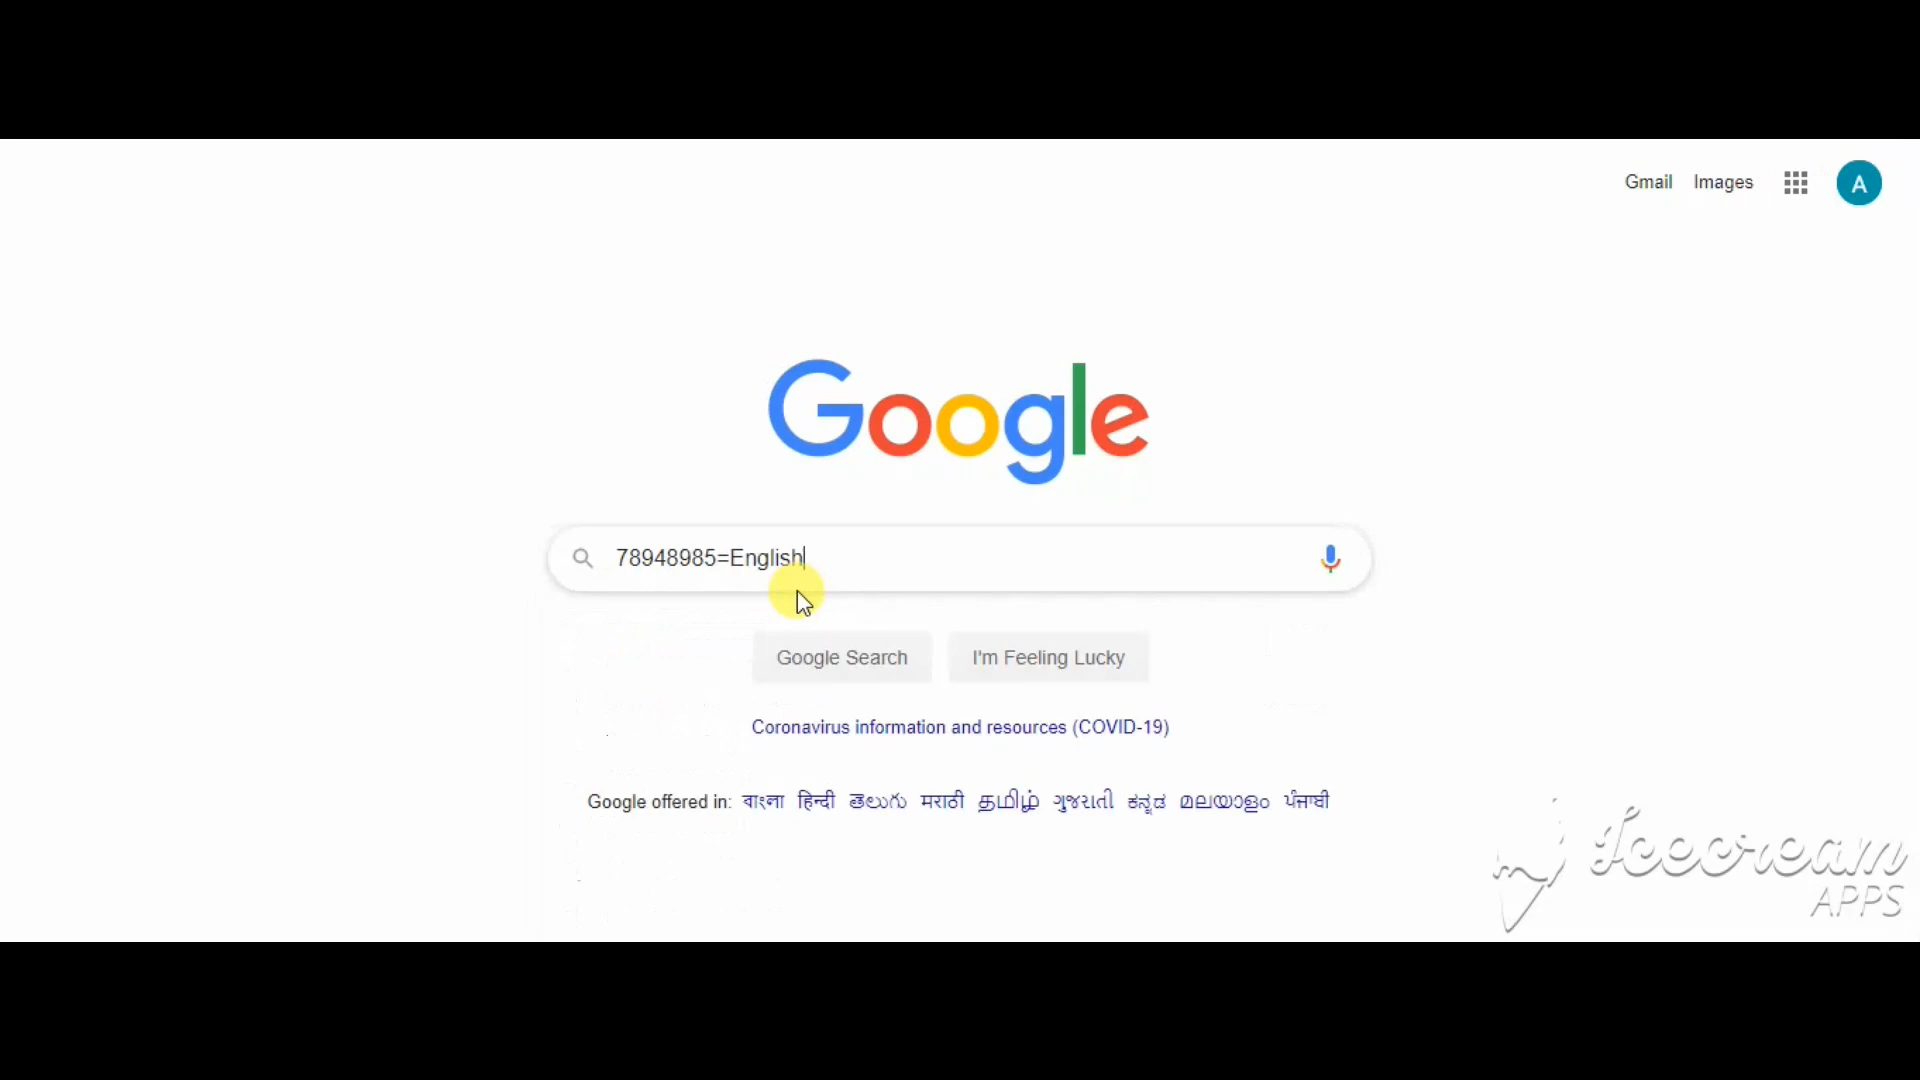 Gmail Images A
Google
78948985=English
Google Search I'm Feeling Lucky
Coronavirus information and resources (COVID-19)
Google offered in: বাংলা हिन्दी తెలుగు मराठी தமிழ் ગુજરાતી ಕನ್ನಡ മലയാളം ਪੰਜਾਬੀ
Icecream
APPS